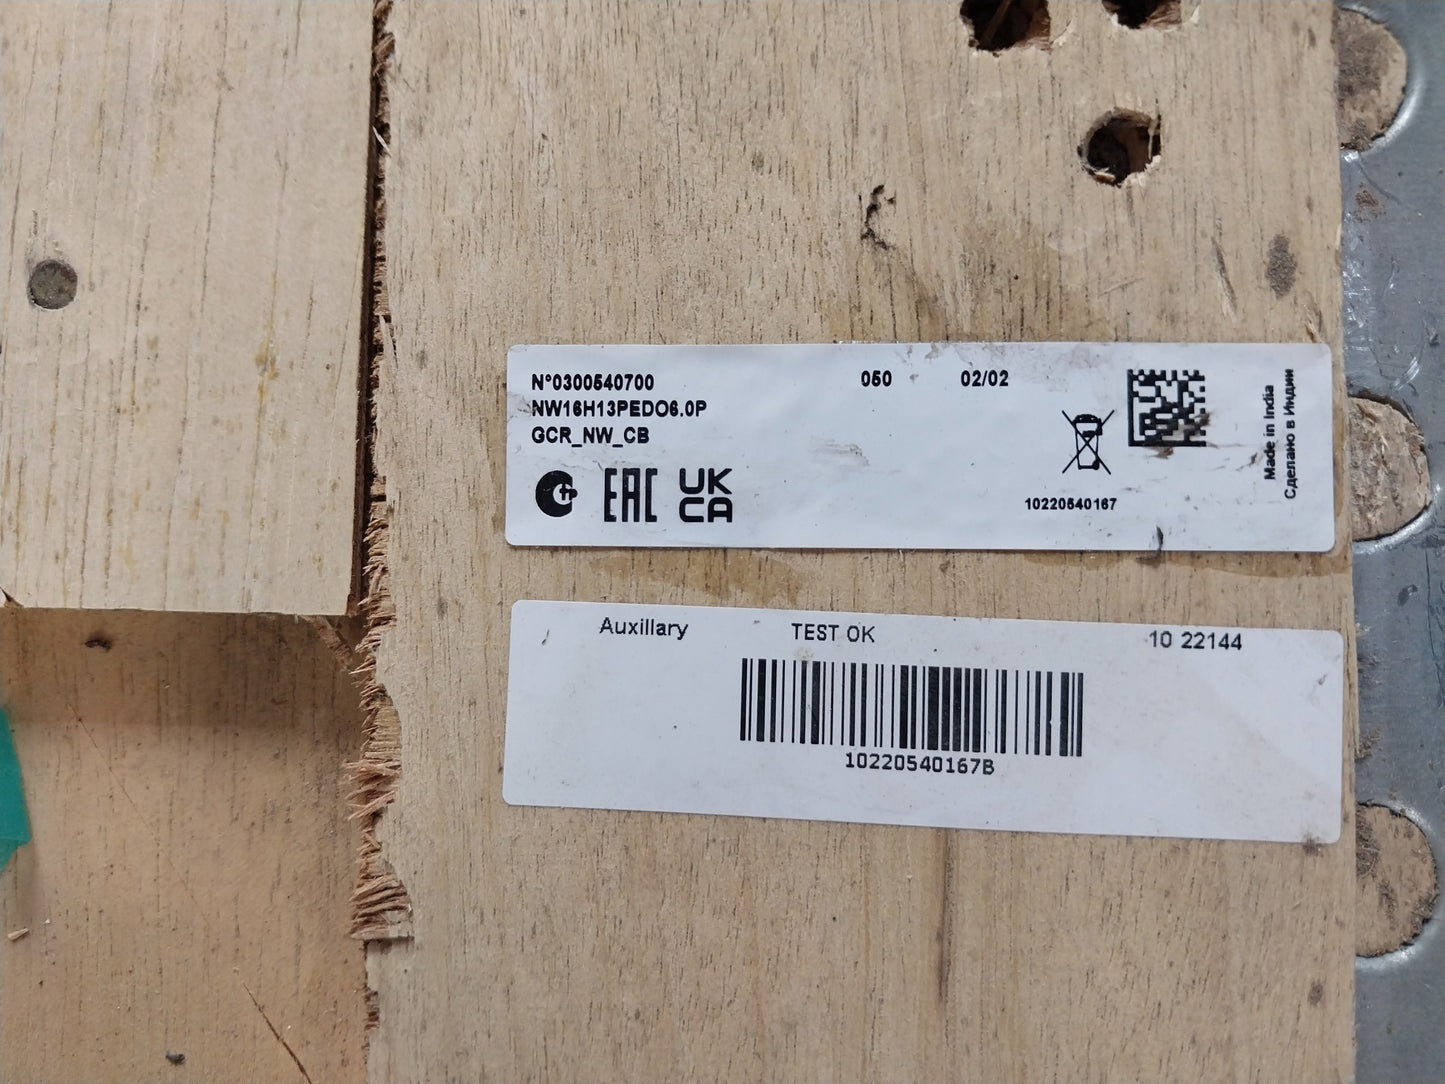 N°0300540700 050 02/02
NW16H13PEDO6.0P
GCR_NW_CB
EAC UK
CA
10220540167
Made in India
Сделано в Индии
Auxillary TEST OK 10 22144
10220540167B